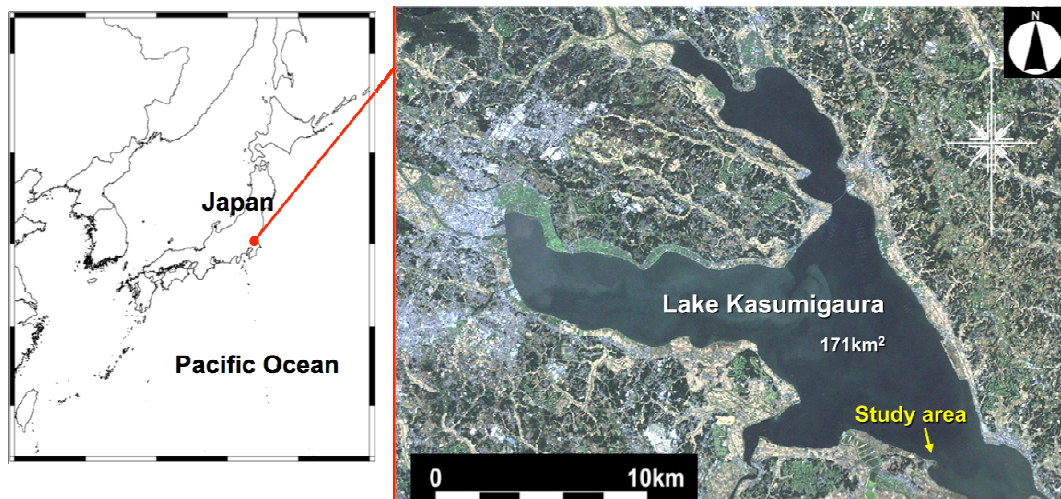 Japan
Pacific Ocean
N
Lake Kasumigaura
171km²
Study area
0 10km